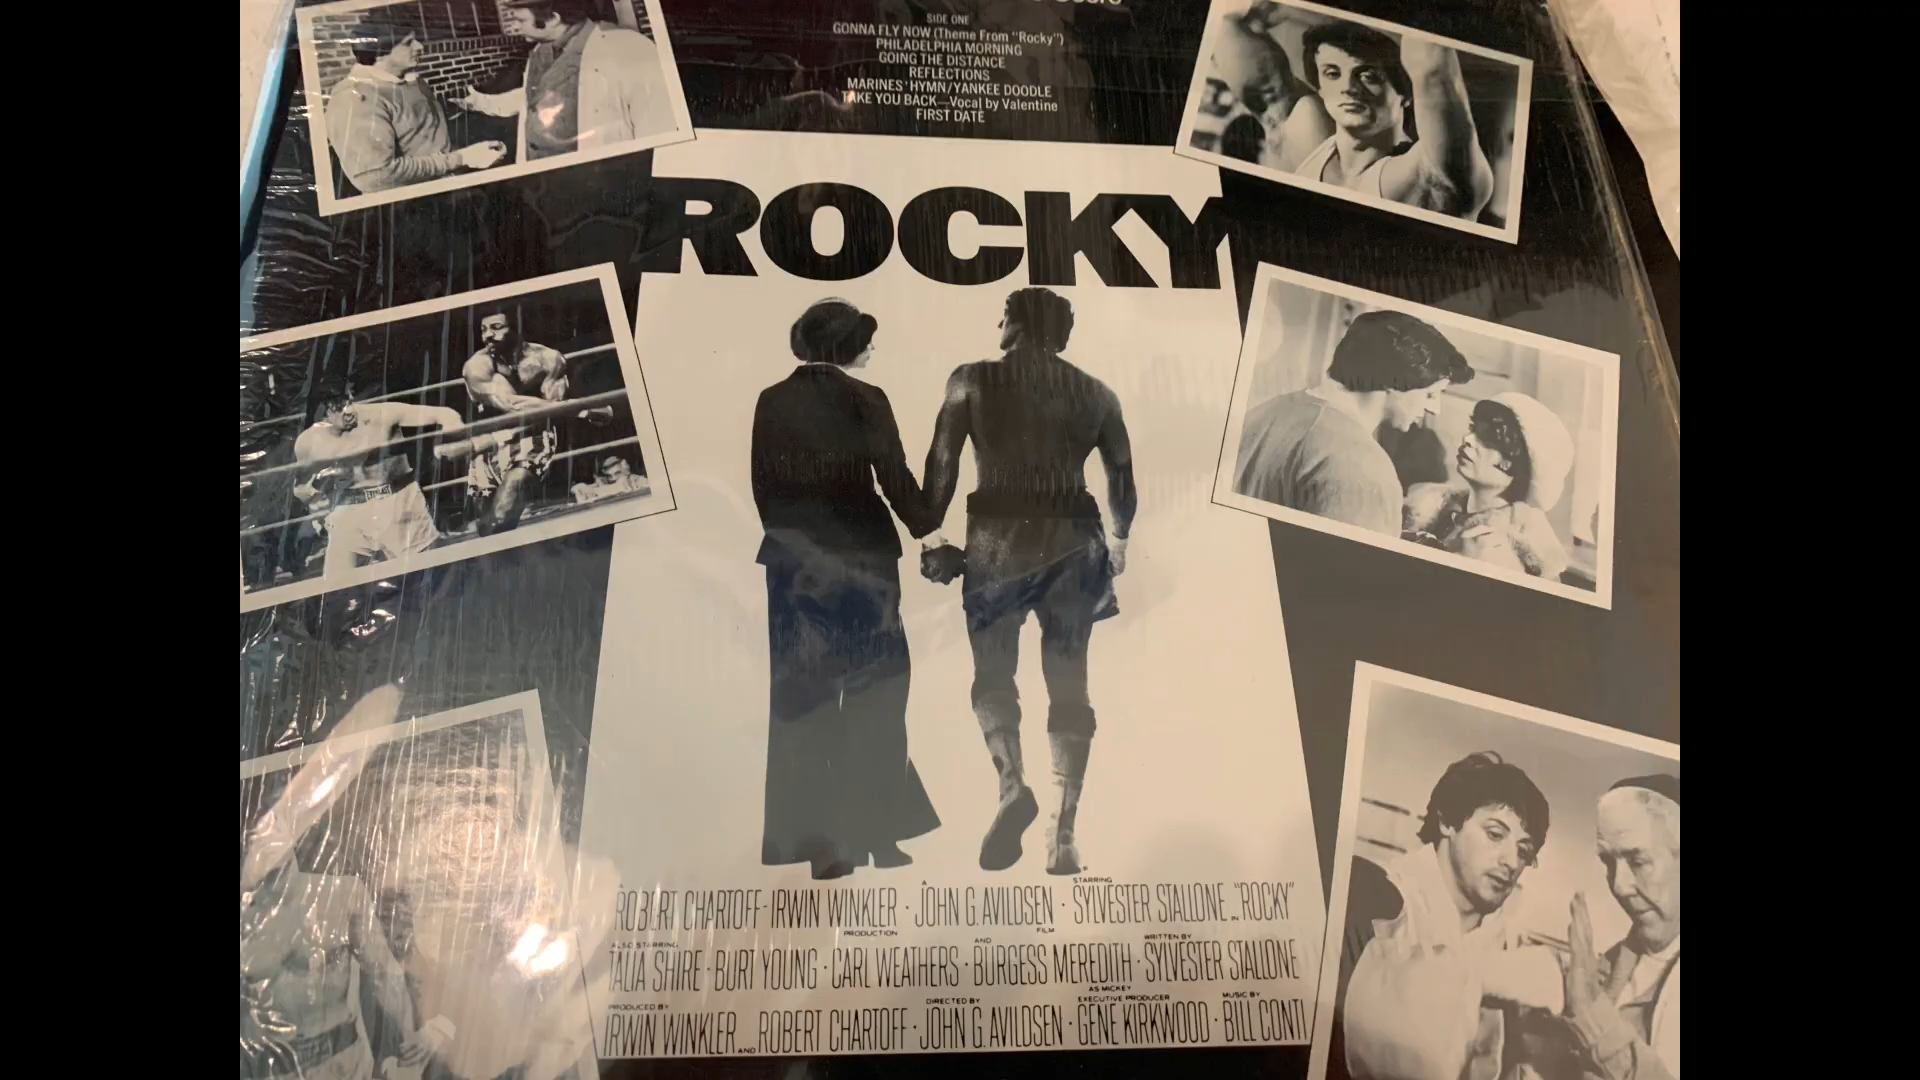 SIDE ONE
GONNA FLY NOW (Theme From "Rocky")
PHILADELPHIA MORNING
GOING THE DISTANCE
REFLECTIONS
MARINES' HYMN/YANKEE DOODLE
TAKE YOU BACK—Vocal by Valentine
FIRST DATE
ROCKY
EVERLAST
A ROBERT CHARTOFF-IRWIN WINKLER PRODUCTION · A JOHN G. AVILDSEN FILM · STARRING SYLVESTER STALLONE IN "ROCKY"
ALSO STARRING TALIA SHIRE · BURT YOUNG · CARL WEATHERS · AND BURGESS MEREDITH AS MICKEY · WRITTEN BY SYLVESTER STALLONE
PRODUCED BY IRWIN WINKLER AND ROBERT CHARTOFF · DIRECTED BY JOHN G. AVILDSEN · EXECUTIVE PRODUCER GENE KIRKWOOD · MUSIC BY BILL CONTI